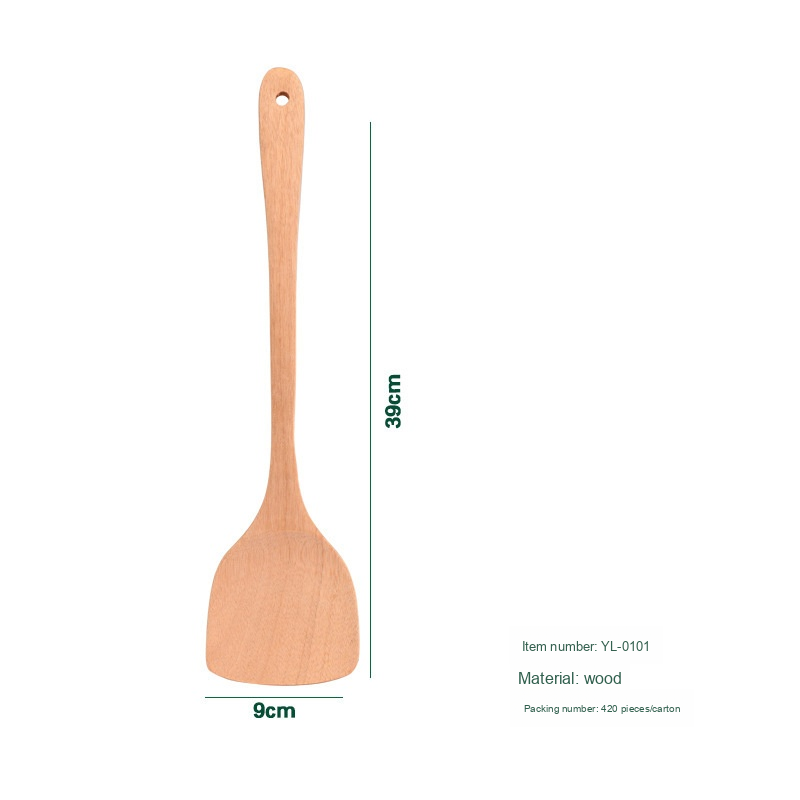 39cm
9cm
Item number: YL-0101
Material: wood
Packing number: 420 pieces/carton